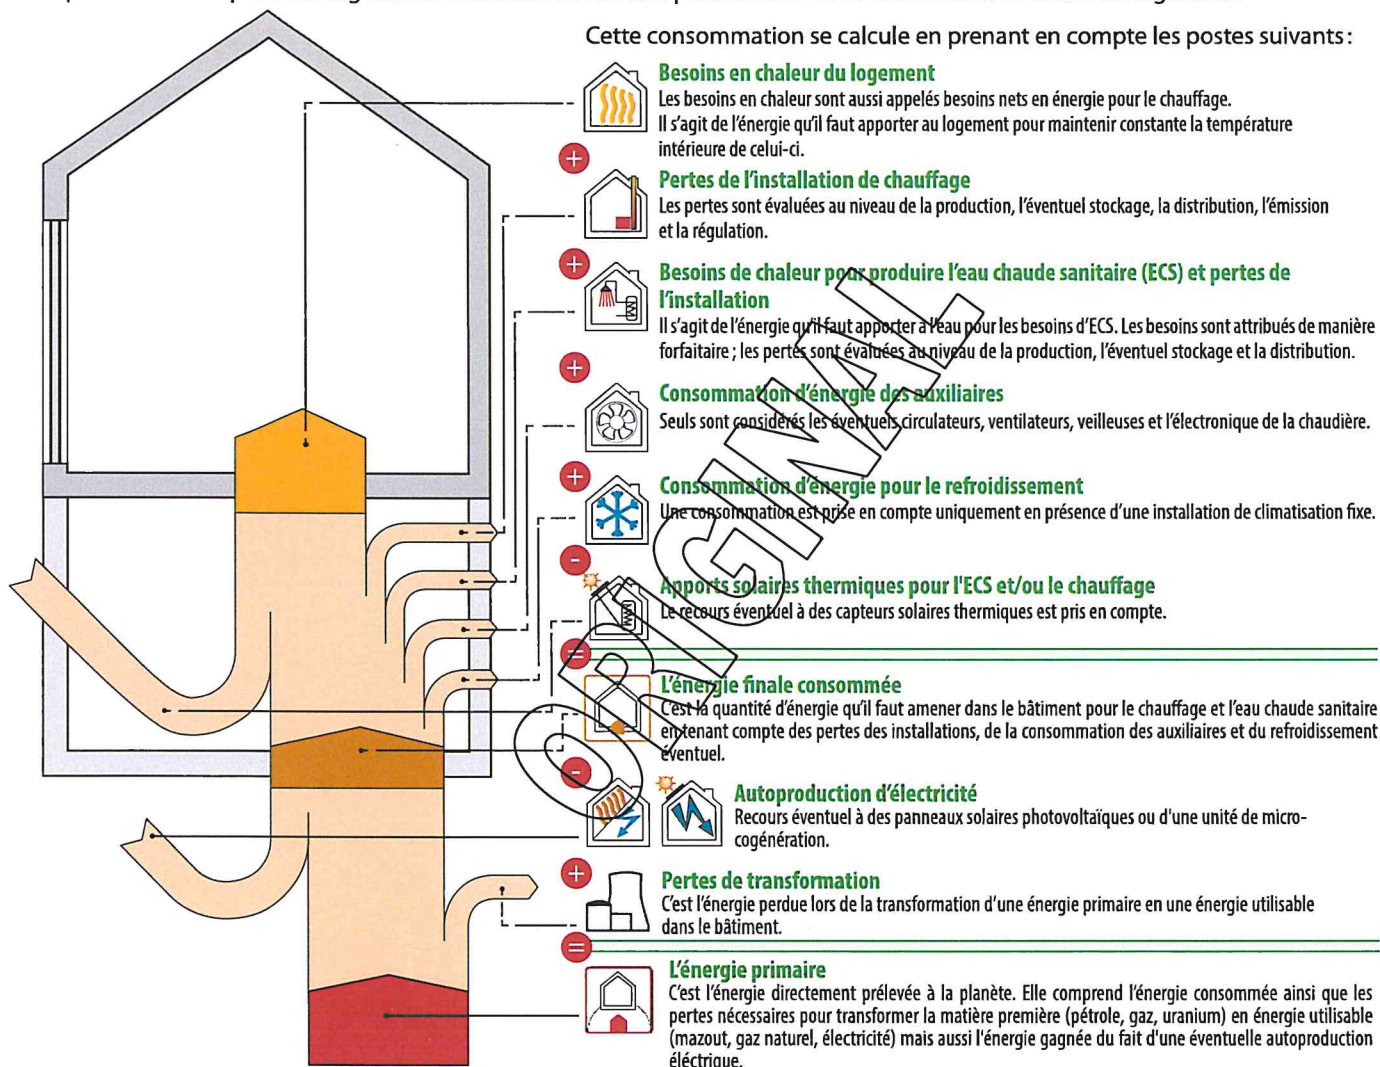 Cette consommation se calcule en prenant en compte les postes suivants:
Besoins en chaleur du logement
Les besoins en chaleur sont aussi appelés besoins nets en énergie pour le chauffage.
Il s'agit de l'énergie qu'il faut apporter au logement pour maintenir constante la température
intérieure de celui-ci.
+
Pertes de l'installation de chauffage
Les pertes sont évaluées au niveau de la production, l'éventuel stockage, la distribution, l'émission
et la régulation.
+
Besoins de chaleur pour produire l'eau chaude sanitaire (ECS) et pertes de
l'installation
Il s'agit de l'énergie qu'il faut apporter à l'eau pour les besoins d'ECS. Les besoins sont attribués de manière
forfaitaire ; les pertes sont évaluées au niveau de la production, l'éventuel stockage et la distribution.
+
Consommation d'énergie des auxiliaires
Seuls sont considérés les éventuels circulateurs, ventilateurs, veilleuses et l'électronique de la chaudière.
+
Consommation d'énergie pour le refroidissement
Une consommation est prise en compte uniquement en présence d'une installation de climatisation fixe.
-
Apports solaires thermiques pour l'ECS et/ou le chauffage
Le recours éventuel à des capteurs solaires thermiques est pris en compte.
=
L'énergie finale consommée
C'est la quantité d'énergie qu'il faut amener dans le bâtiment pour le chauffage et l'eau chaude sanitaire
en tenant compte des pertes des installations, de la consommation des auxiliaires et du refroidissement
éventuel.
-
Autoproduction d'électricité
Recours éventuel à des panneaux solaires photovoltaïques ou d'une unité de micro-
cogénération.
+
Pertes de transformation
C'est l'énergie perdue lors de la transformation d'une énergie primaire en une énergie utilisable
dans le bâtiment.
=
L'énergie primaire
C'est l'énergie directement prélevée à la planète. Elle comprend l'énergie consommée ainsi que les
pertes nécessaires pour transformer la matière première (pétrole, gaz, uranium) en énergie utilisable
(mazout, gaz naturel, électricité) mais aussi l'énergie gagnée du fait d'une éventuelle autoproduction
éléctrique.
ORIGINAL